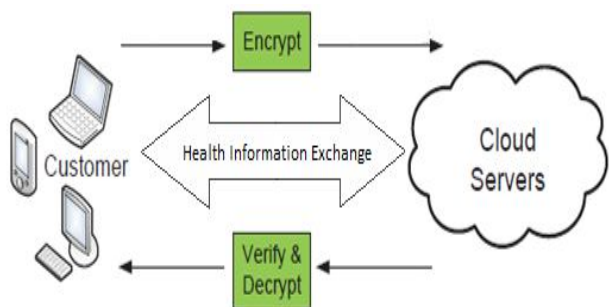 Encrypt
Customer
Health Information Exchange
Cloud
Servers
Verify &
Decrypt